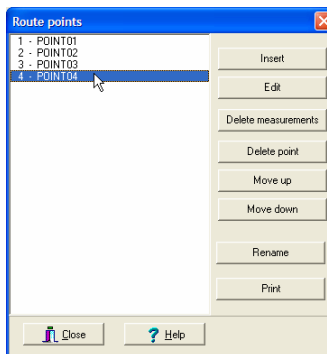 Route points
1 - POINT01
2 - POINT02
3 - POINT03
4 - POINT04
Insert
Edit
Delete measurements
Delete point
Move up
Move down
Rename
Print
Close
Help